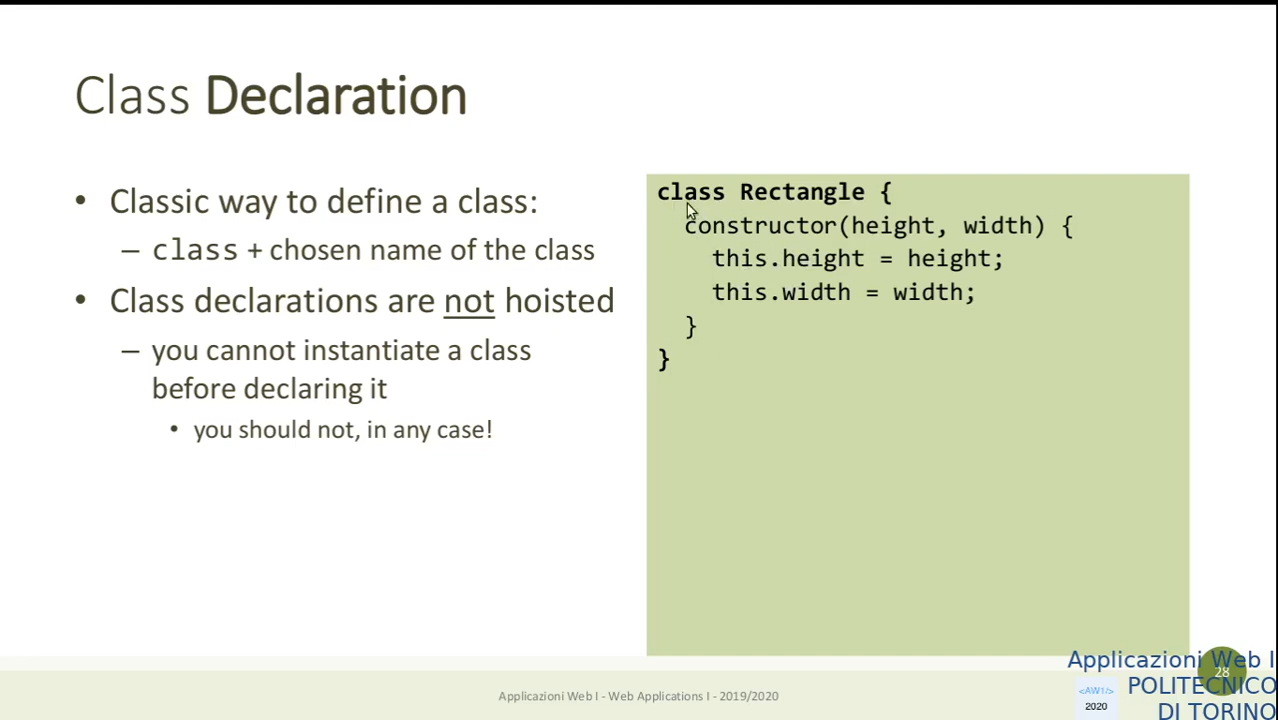 Class Declaration
• Classic way to define a class:
– class + chosen name of the class
• Class declarations are not hoisted
– you cannot instantiate a class
before declaring it
• you should not, in any case!
class Rectangle {
constructor(height, width) {
this.height = height;
this.width = width;
}
}
Applicazioni Web I - Web Applications I - 2019/2020
28
Applicazioni Web I
POLITECNICO
DI TORINO
<AW1/>
2020